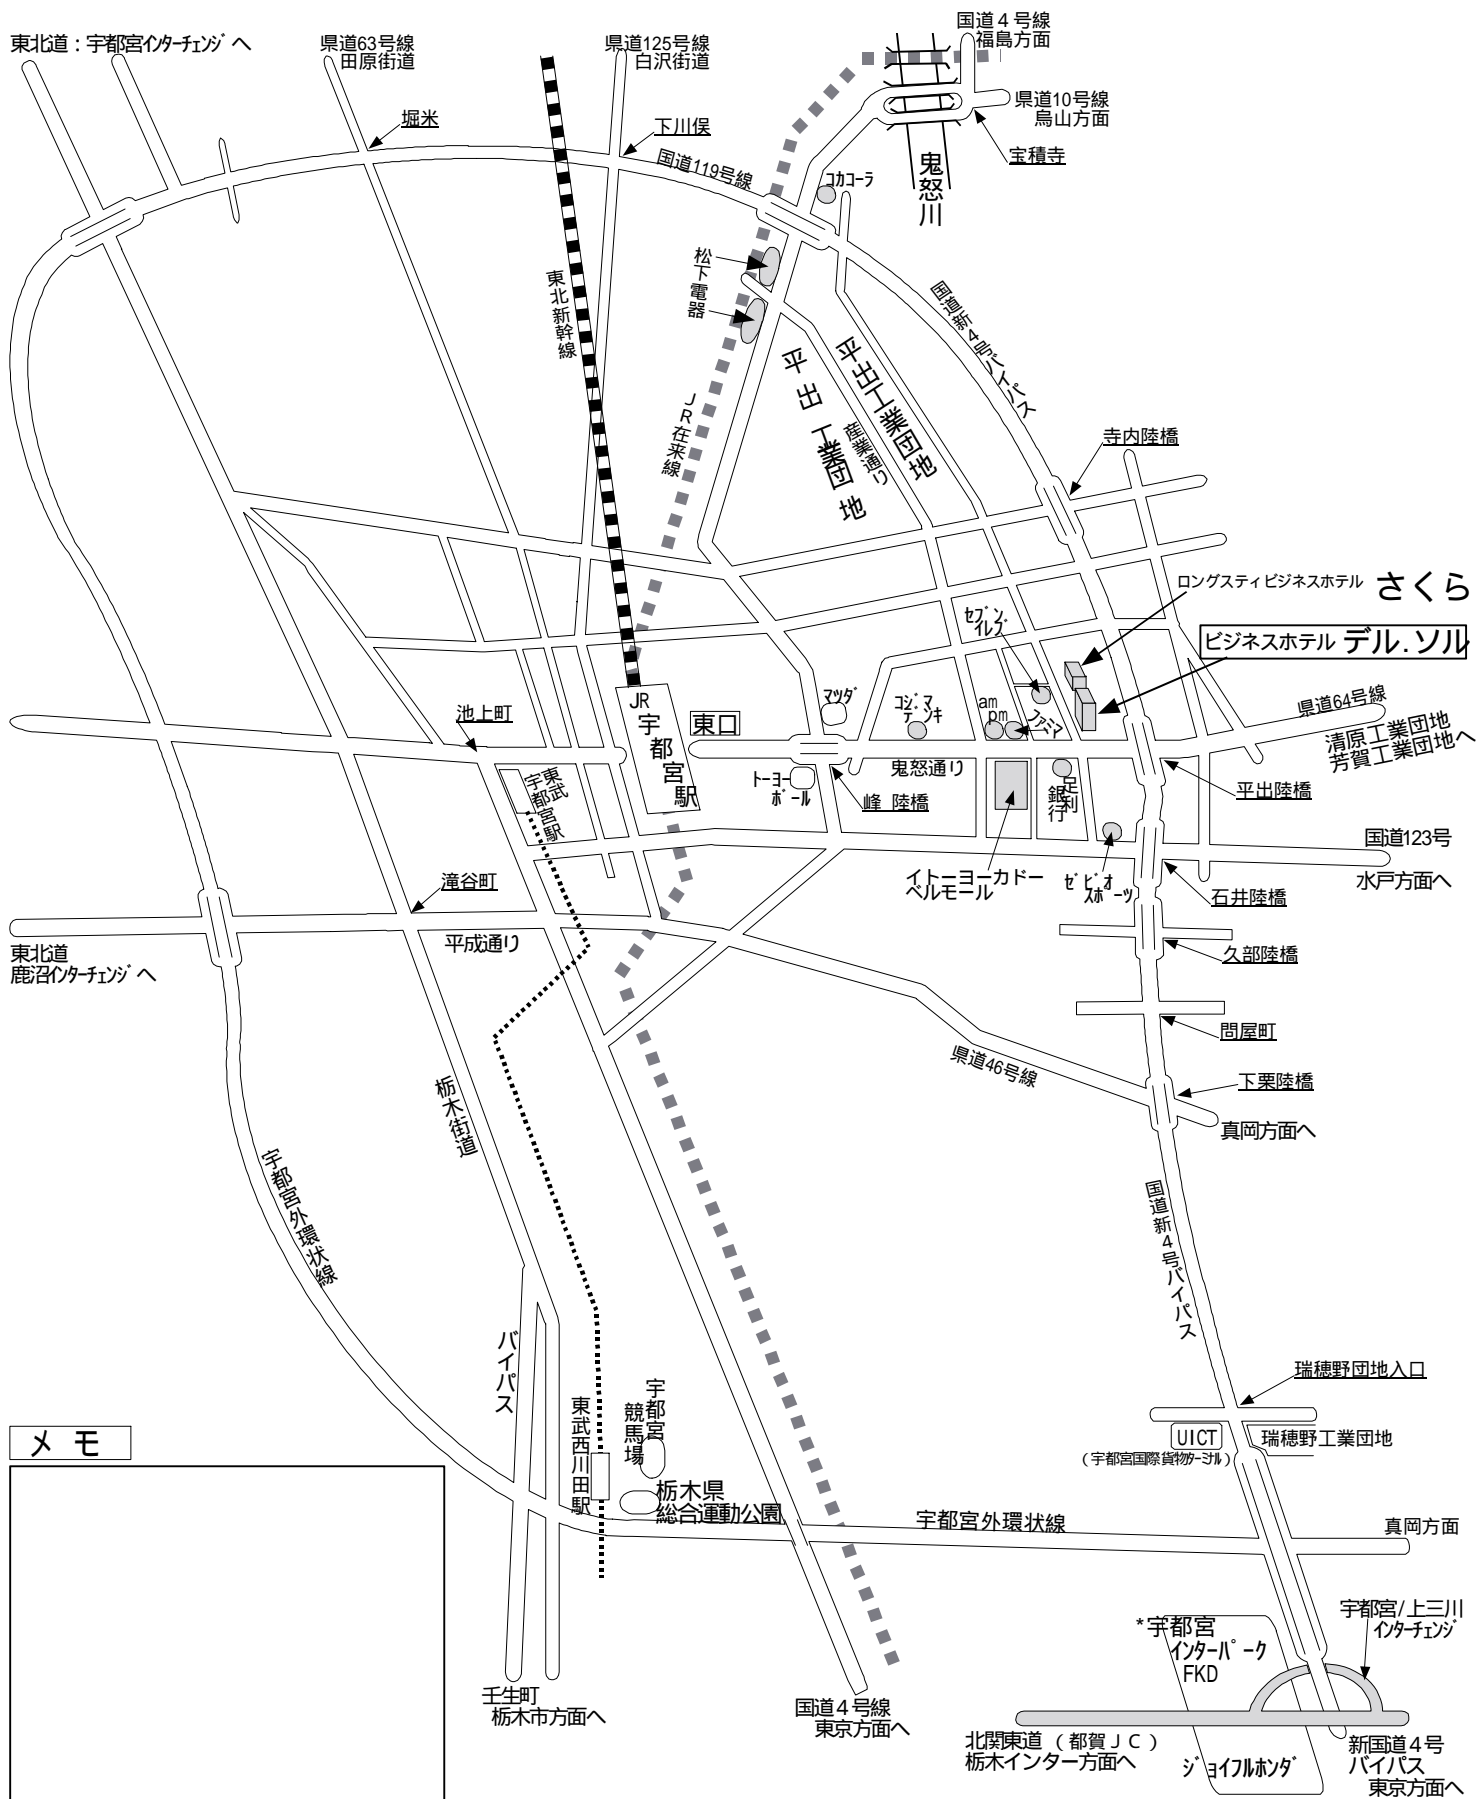 国道４号線
福島方面
東北道：宇都宮インターチェンジへ
県道63号線
田原街道
県道125号線
白沢街道
県道10号線
烏山方面
堀米
下川俣
宝積寺
国道119号線
コカコーラ
鬼怒川
松下電器
東北新幹線
国道新４号バイパス
平出工業団地
平出工業団地
産業通り
ＪＲ在来線
寺内陸橋
ロングスティビジネスホテル さくら
セブンイレブン
ビジネスホテル デル.ソル
県道64号線
清原工業団地
芳賀工業団地へ
池上町
JR
宇都宮駅
東口
マツダ
コジマ
デンキ
am
pm
ファミマ
東武
宇都宮駅
トーヨー
ボール
鬼怒通り
峰 陸橋
足利
銀行
平出陸橋
国道123号
水戸方面へ
イトーヨーカドー
ベルモール
ゼビオ
スポーツ
石井陸橋
滝谷町
平成通り
東北道
鹿沼インターチェンジへ
久部陸橋
問屋町
県道46号線
下栗陸橋
真岡方面へ
栃木街道
宇都宮外環状線
国道新４号バイパス
バイパス
瑞穂野団地入口
UICT
(宇都宮国際貨物ターミナル)
瑞穂野工業団地
東武西川田駅
宇都宮
競馬場
栃木県
総合運動公園
メ モ
宇都宮外環状線
真岡方面
*宇都宮
インターパーク
FKD
宇都宮/上三川
インターチェンジ
壬生町
栃木市方面へ
国道４号線
東京方面へ
北関東道（都賀ＪＣ）
栃木インター方面へ
ジョイフルホンダ
新国道４号
バイパス
東京方面へ